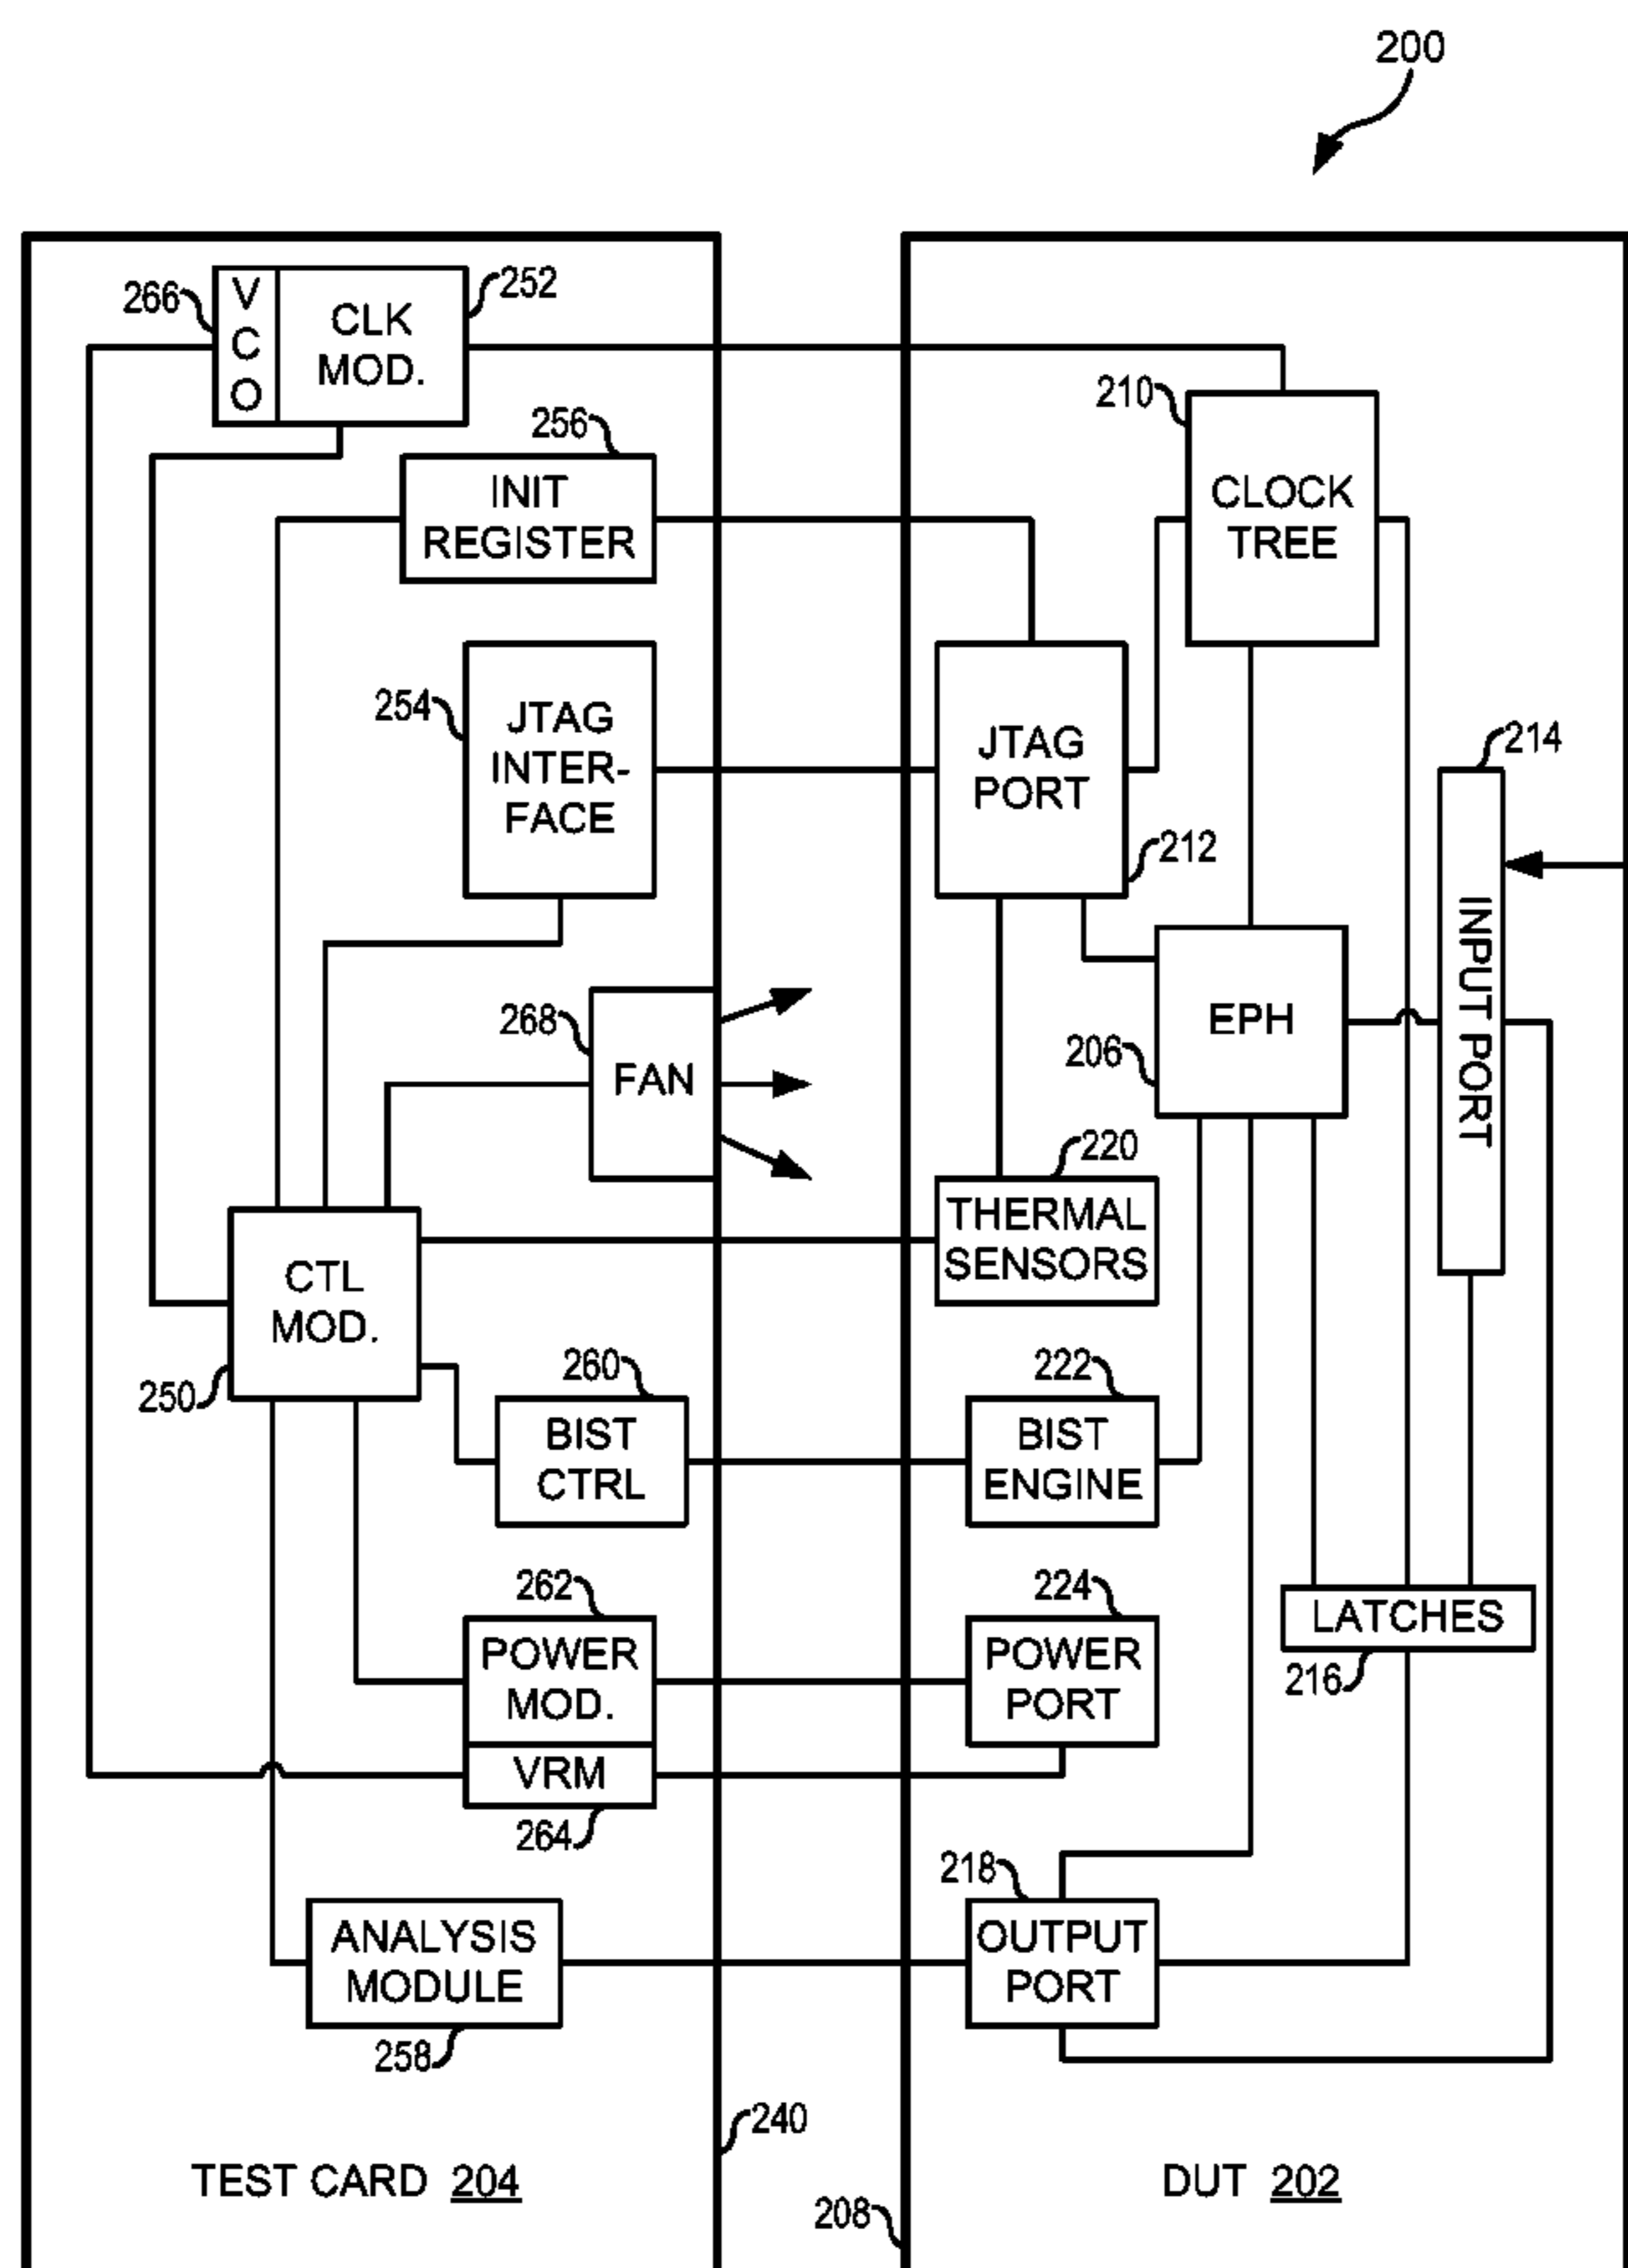 200
266
V
C
O
CLK
MOD.
252
256
INIT
REGISTER
210
CLOCK
TREE
254
JTAG
INTER-
FACE
JTAG
PORT
212
214
INPUT PORT
268
FAN
EPH
206
220
THERMAL
SENSORS
CTL
MOD.
250
260
BIST
CTRL
222
BIST
ENGINE
262
POWER
MOD.
VRM
264
224
POWER
PORT
LATCHES
216
218
OUTPUT
PORT
ANALYSIS
MODULE
258
240
TEST CARD 204
208
DUT 202